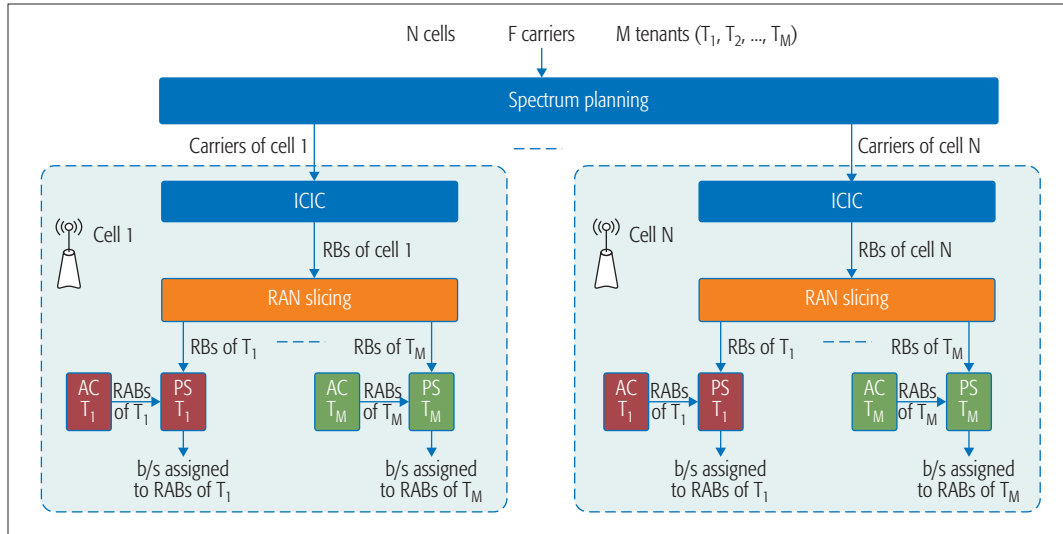 N cells F carriers M tenants (T1, T2, ..., TM)
Spectrum planning
Carriers of cell 1
Carriers of cell N
ICIC
ICIC
Cell 1
RBs of cell 1
Cell N
RBs of cell N
RAN slicing
RAN slicing
RBs of T1
RBs of TM
RBs of T1
RBs of TM
AC
T1
RABs
of T1
PS
T1
AC
TM
RABs
of TM
PS
TM
AC
T1
RABs
of T1
PS
T1
AC
TM
RABs
of TM
PS
TM
b/s assigned
to RABs of T1
b/s assigned
to RABs of TM
b/s assigned
to RABs of T1
b/s assigned
to RABs of TM